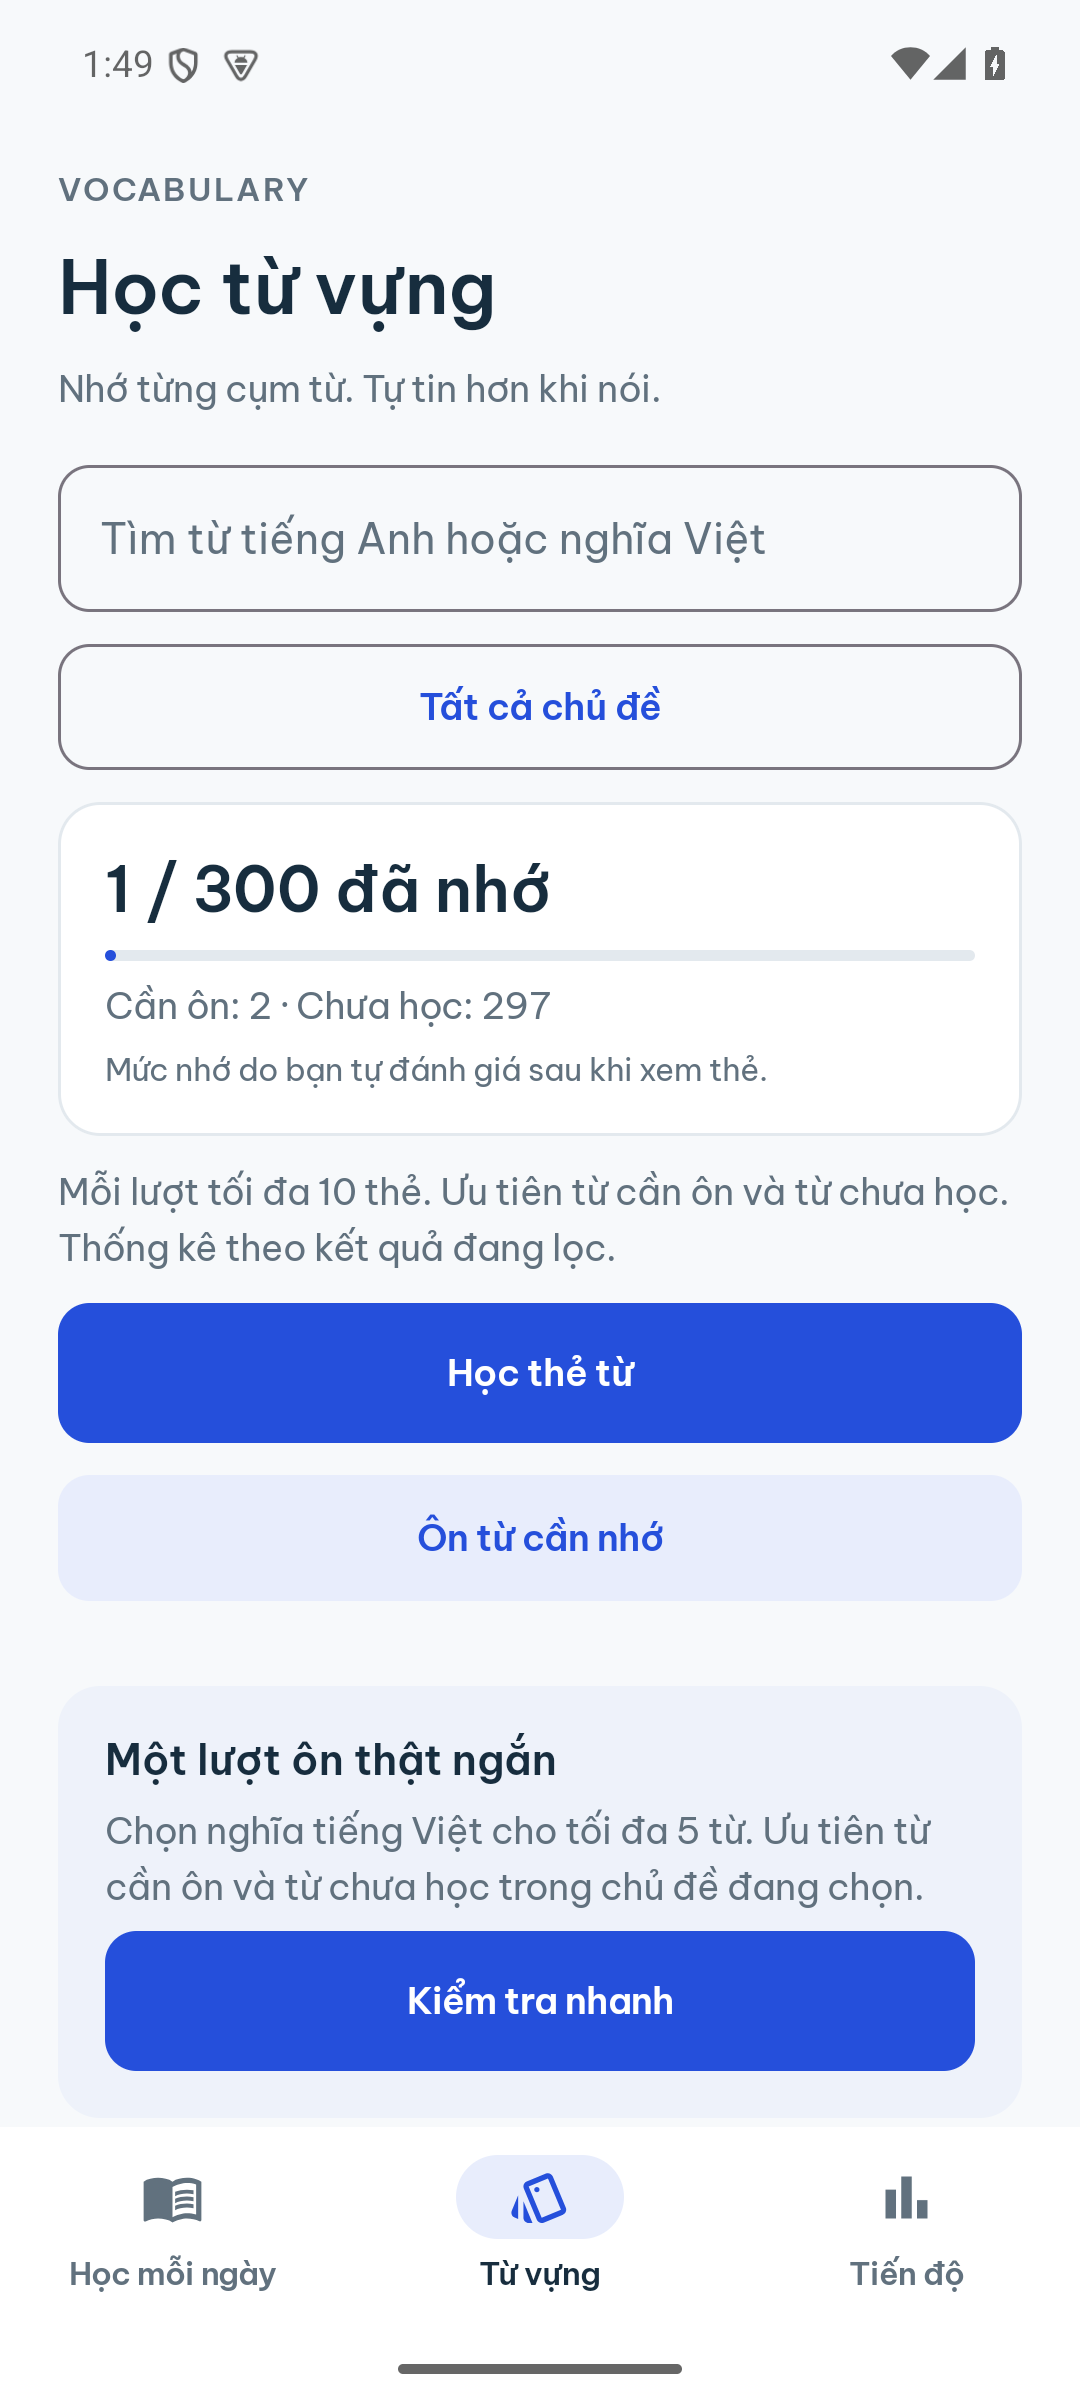 1:49
VOCABULARY
Học từ vựng
Nhớ từng cụm từ. Tự tin hơn khi nói.
Tìm từ tiếng Anh hoặc nghĩa Việt
Tất cả chủ đề
1 / 300 đã nhớ
Cần ôn: 2 · Chưa học: 297
Mức nhớ do bạn tự đánh giá sau khi xem thẻ.
Mỗi lượt tối đa 10 thẻ. Ưu tiên từ cần ôn và từ chưa học.
Thống kê theo kết quả đang lọc.
Học thẻ từ
Ôn từ cần nhớ
Một lượt ôn thật ngắn
Chọn nghĩa tiếng Việt cho tối đa 5 từ. Ưu tiên từ
cần ôn và từ chưa học trong chủ đề đang chọn.
Kiểm tra nhanh
Học mỗi ngày
Từ vựng
Tiến độ